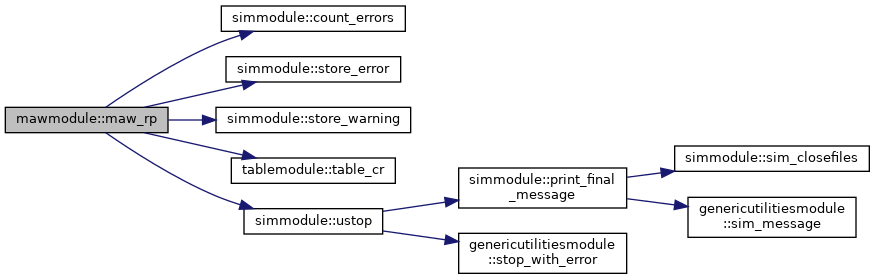 mawmodule::maw_rp
simmodule::count_errors
simmodule::store_error
simmodule::store_warning
tablemodule::table_cr
simmodule::ustop
simmodule::print_final
_message
genericutilitiesmodule
::stop_with_error
simmodule::sim_closefiles
genericutilitiesmodule
::sim_message